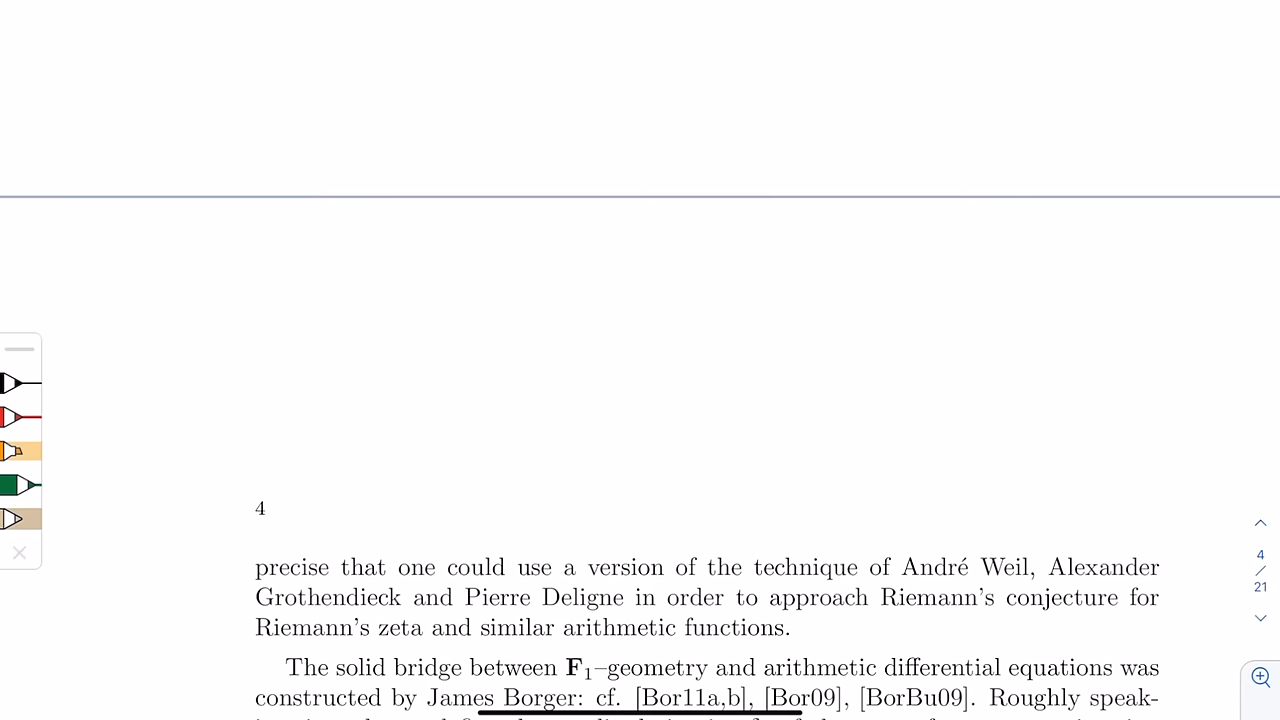 4
precise that one could use a version of the technique of André Weil, Alexander
Grothendieck and Pierre Deligne in order to approach Riemann's conjecture for
Riemann's zeta and similar arithmetic functions.
The solid bridge between F₁–geometry and arithmetic differential equations was
constructed by James Borger: cf. [Bor11a,b], [Bor09], [BorBu09]. Roughly speak-
4
/
21